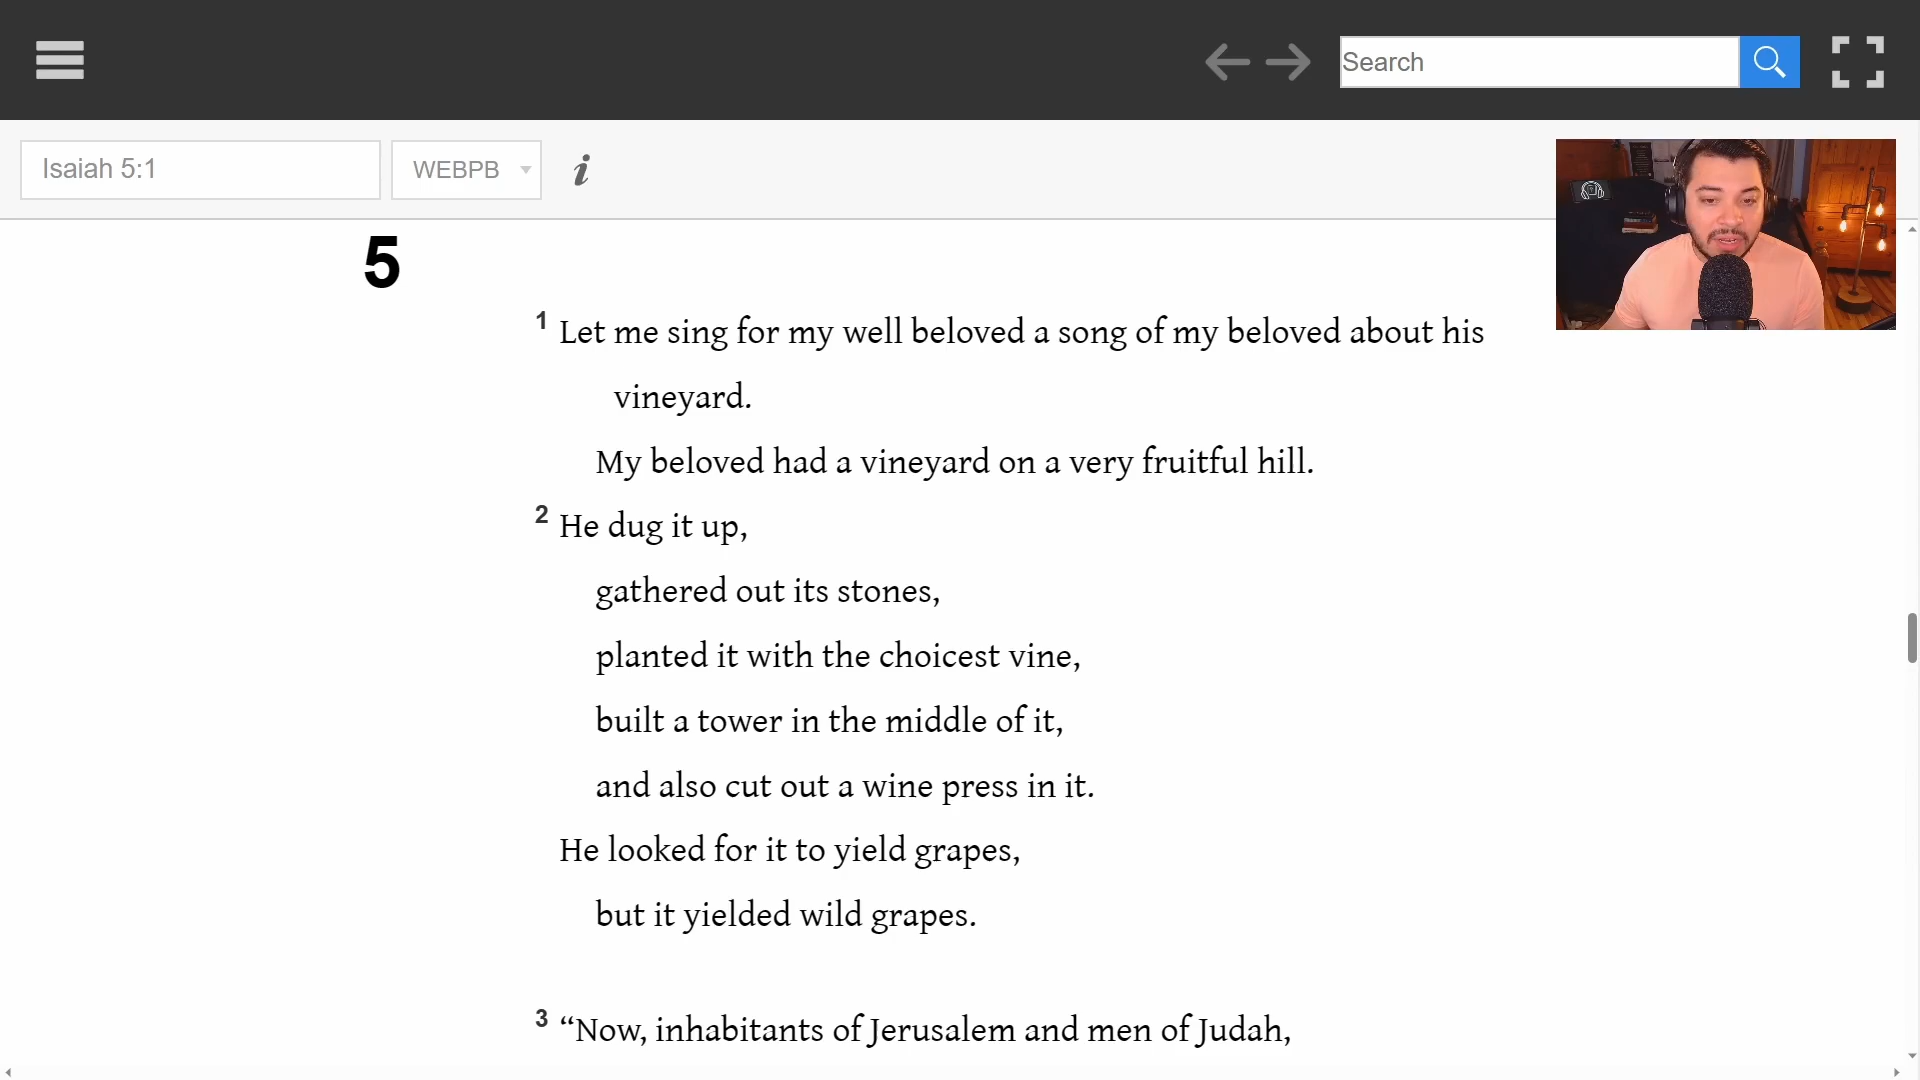 Search
Isaiah 5:1
WEBPB
i
5
1 Let me sing for my well beloved a song of my beloved about his
vineyard.
My beloved had a vineyard on a very fruitful hill.
2 He dug it up,
gathered out its stones,
planted it with the choicest vine,
built a tower in the middle of it,
and also cut out a wine press in it.
He looked for it to yield grapes,
but it yielded wild grapes.
3 “Now, inhabitants of Jerusalem and men of Judah,